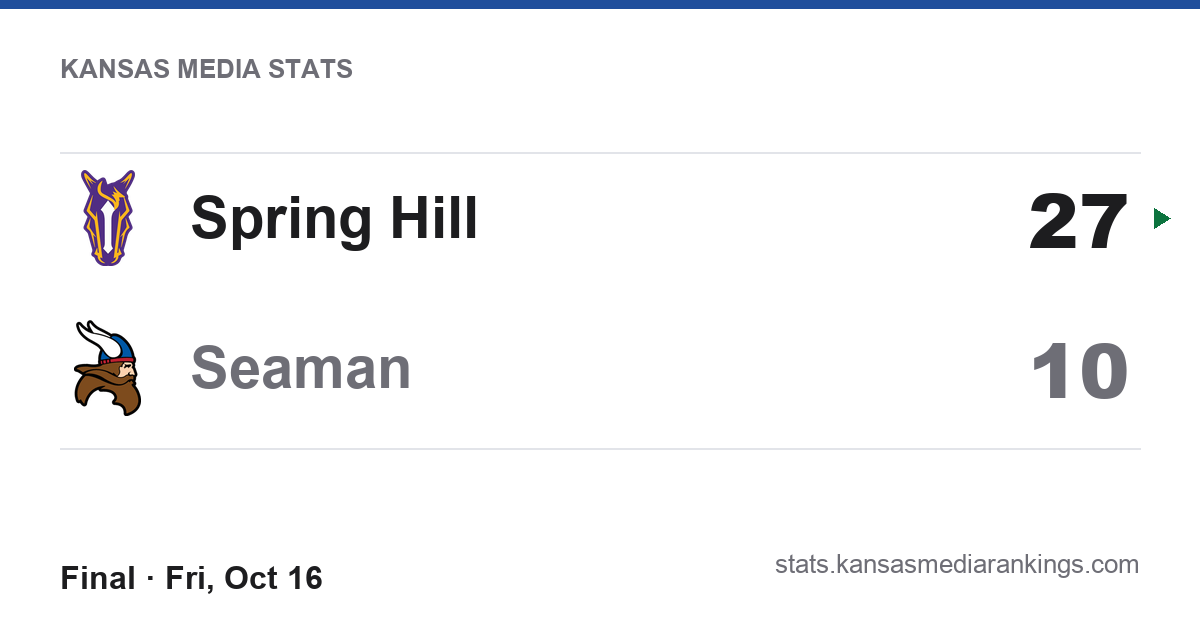 KANSAS MEDIA STATS
Spring Hill 27
Seaman 10
Final · Fri, Oct 16
stats.kansasmediarankings.com